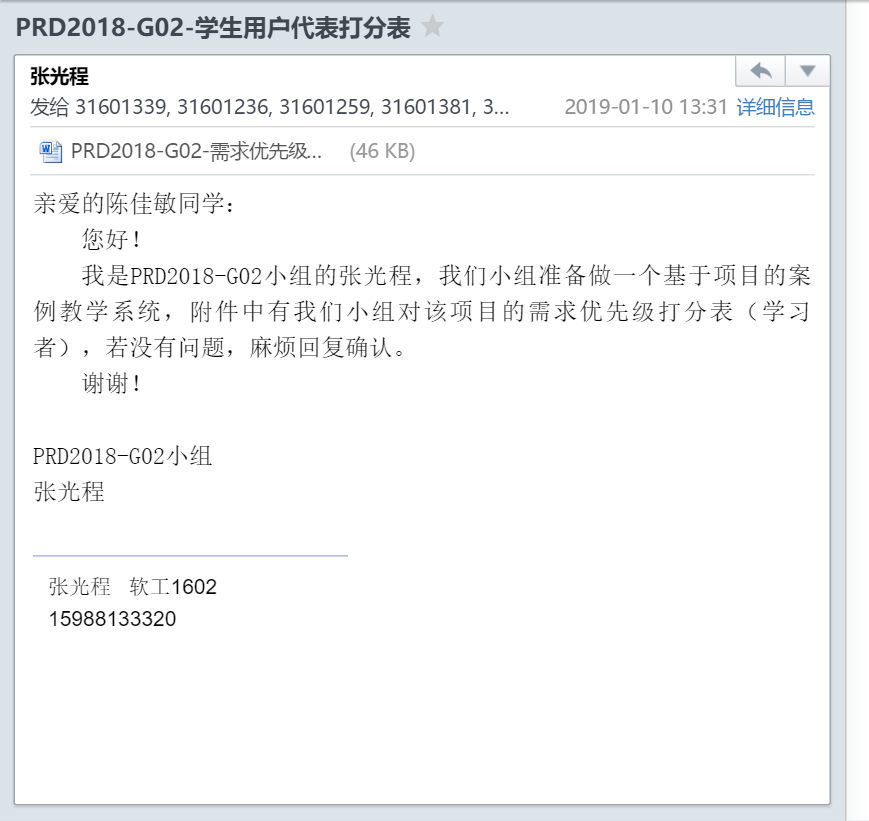 PRD2018-G02-学生用户代表打分表
张光程
发给 31601339, 31601236, 31601259, 31601381, 3... 2019-01-10 13:31 详细信息
PRD2018-G02-需求优先级... (46 KB)
亲爱的陈佳敏同学：
您好！
我是PRD2018-G02小组的张光程，我们小组准备做一个基于项目的案
例教学系统，附件中有我们小组对该项目的需求优先级打分表（学习
者），若没有问题，麻烦回复确认。
谢谢！
PRD2018-G02小组
张光程
张光程 软工1602
15988133320